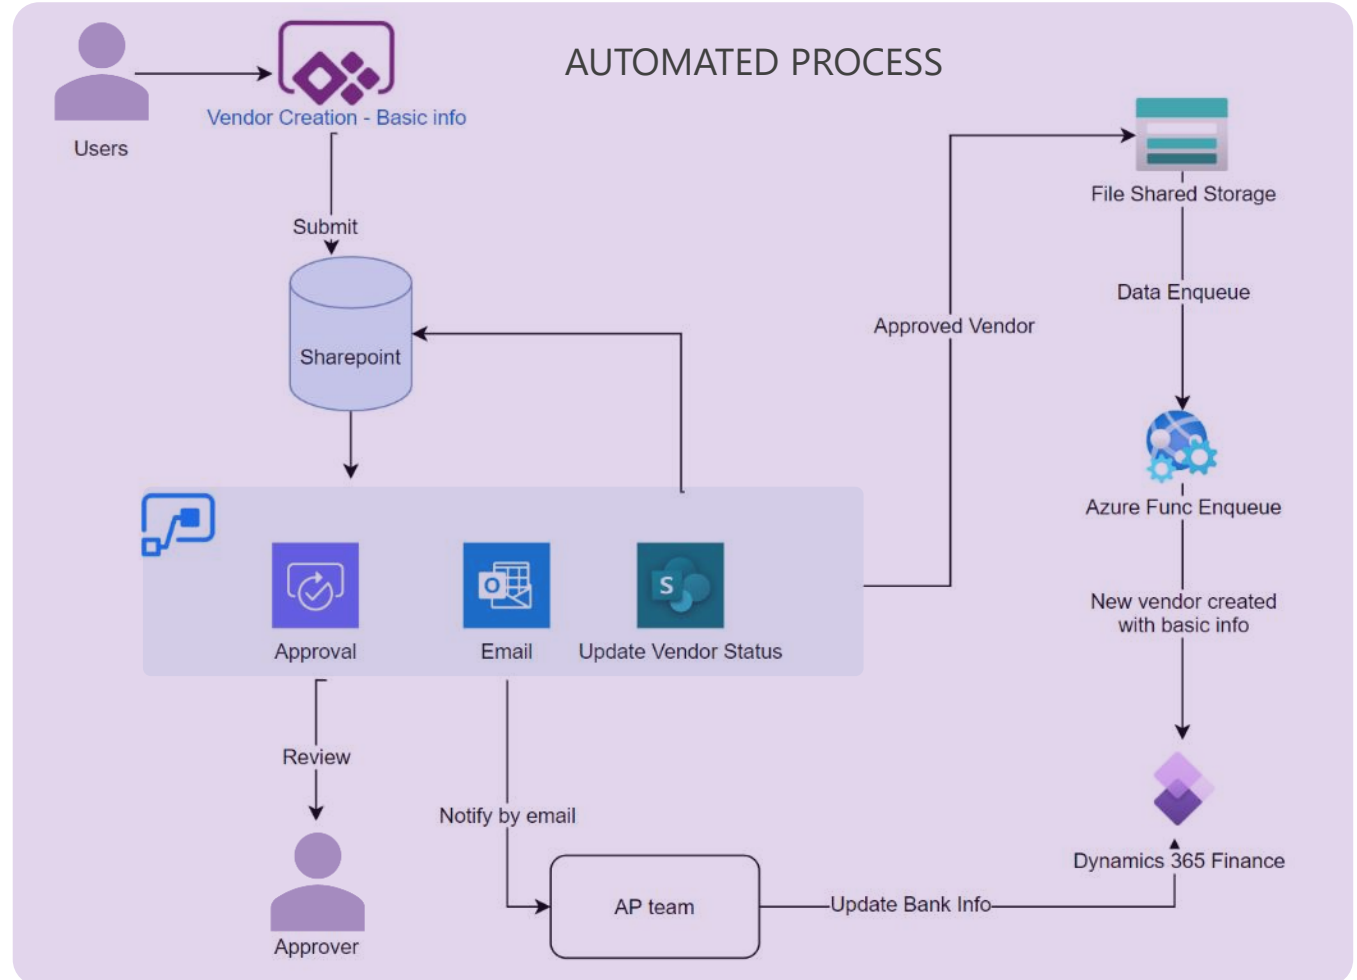 AUTOMATED PROCESS
Users
Vendor Creation - Basic info
Submit
Sharepoint
Approved Vendor
File Shared Storage
Data Enqueue
Azure Func Enqueue
New vendor created
with basic info
Dynamics 365 Finance
O
S
Approval
Email
Update Vendor Status
Review
Approver
Notify by email
AP team
Update Bank Info